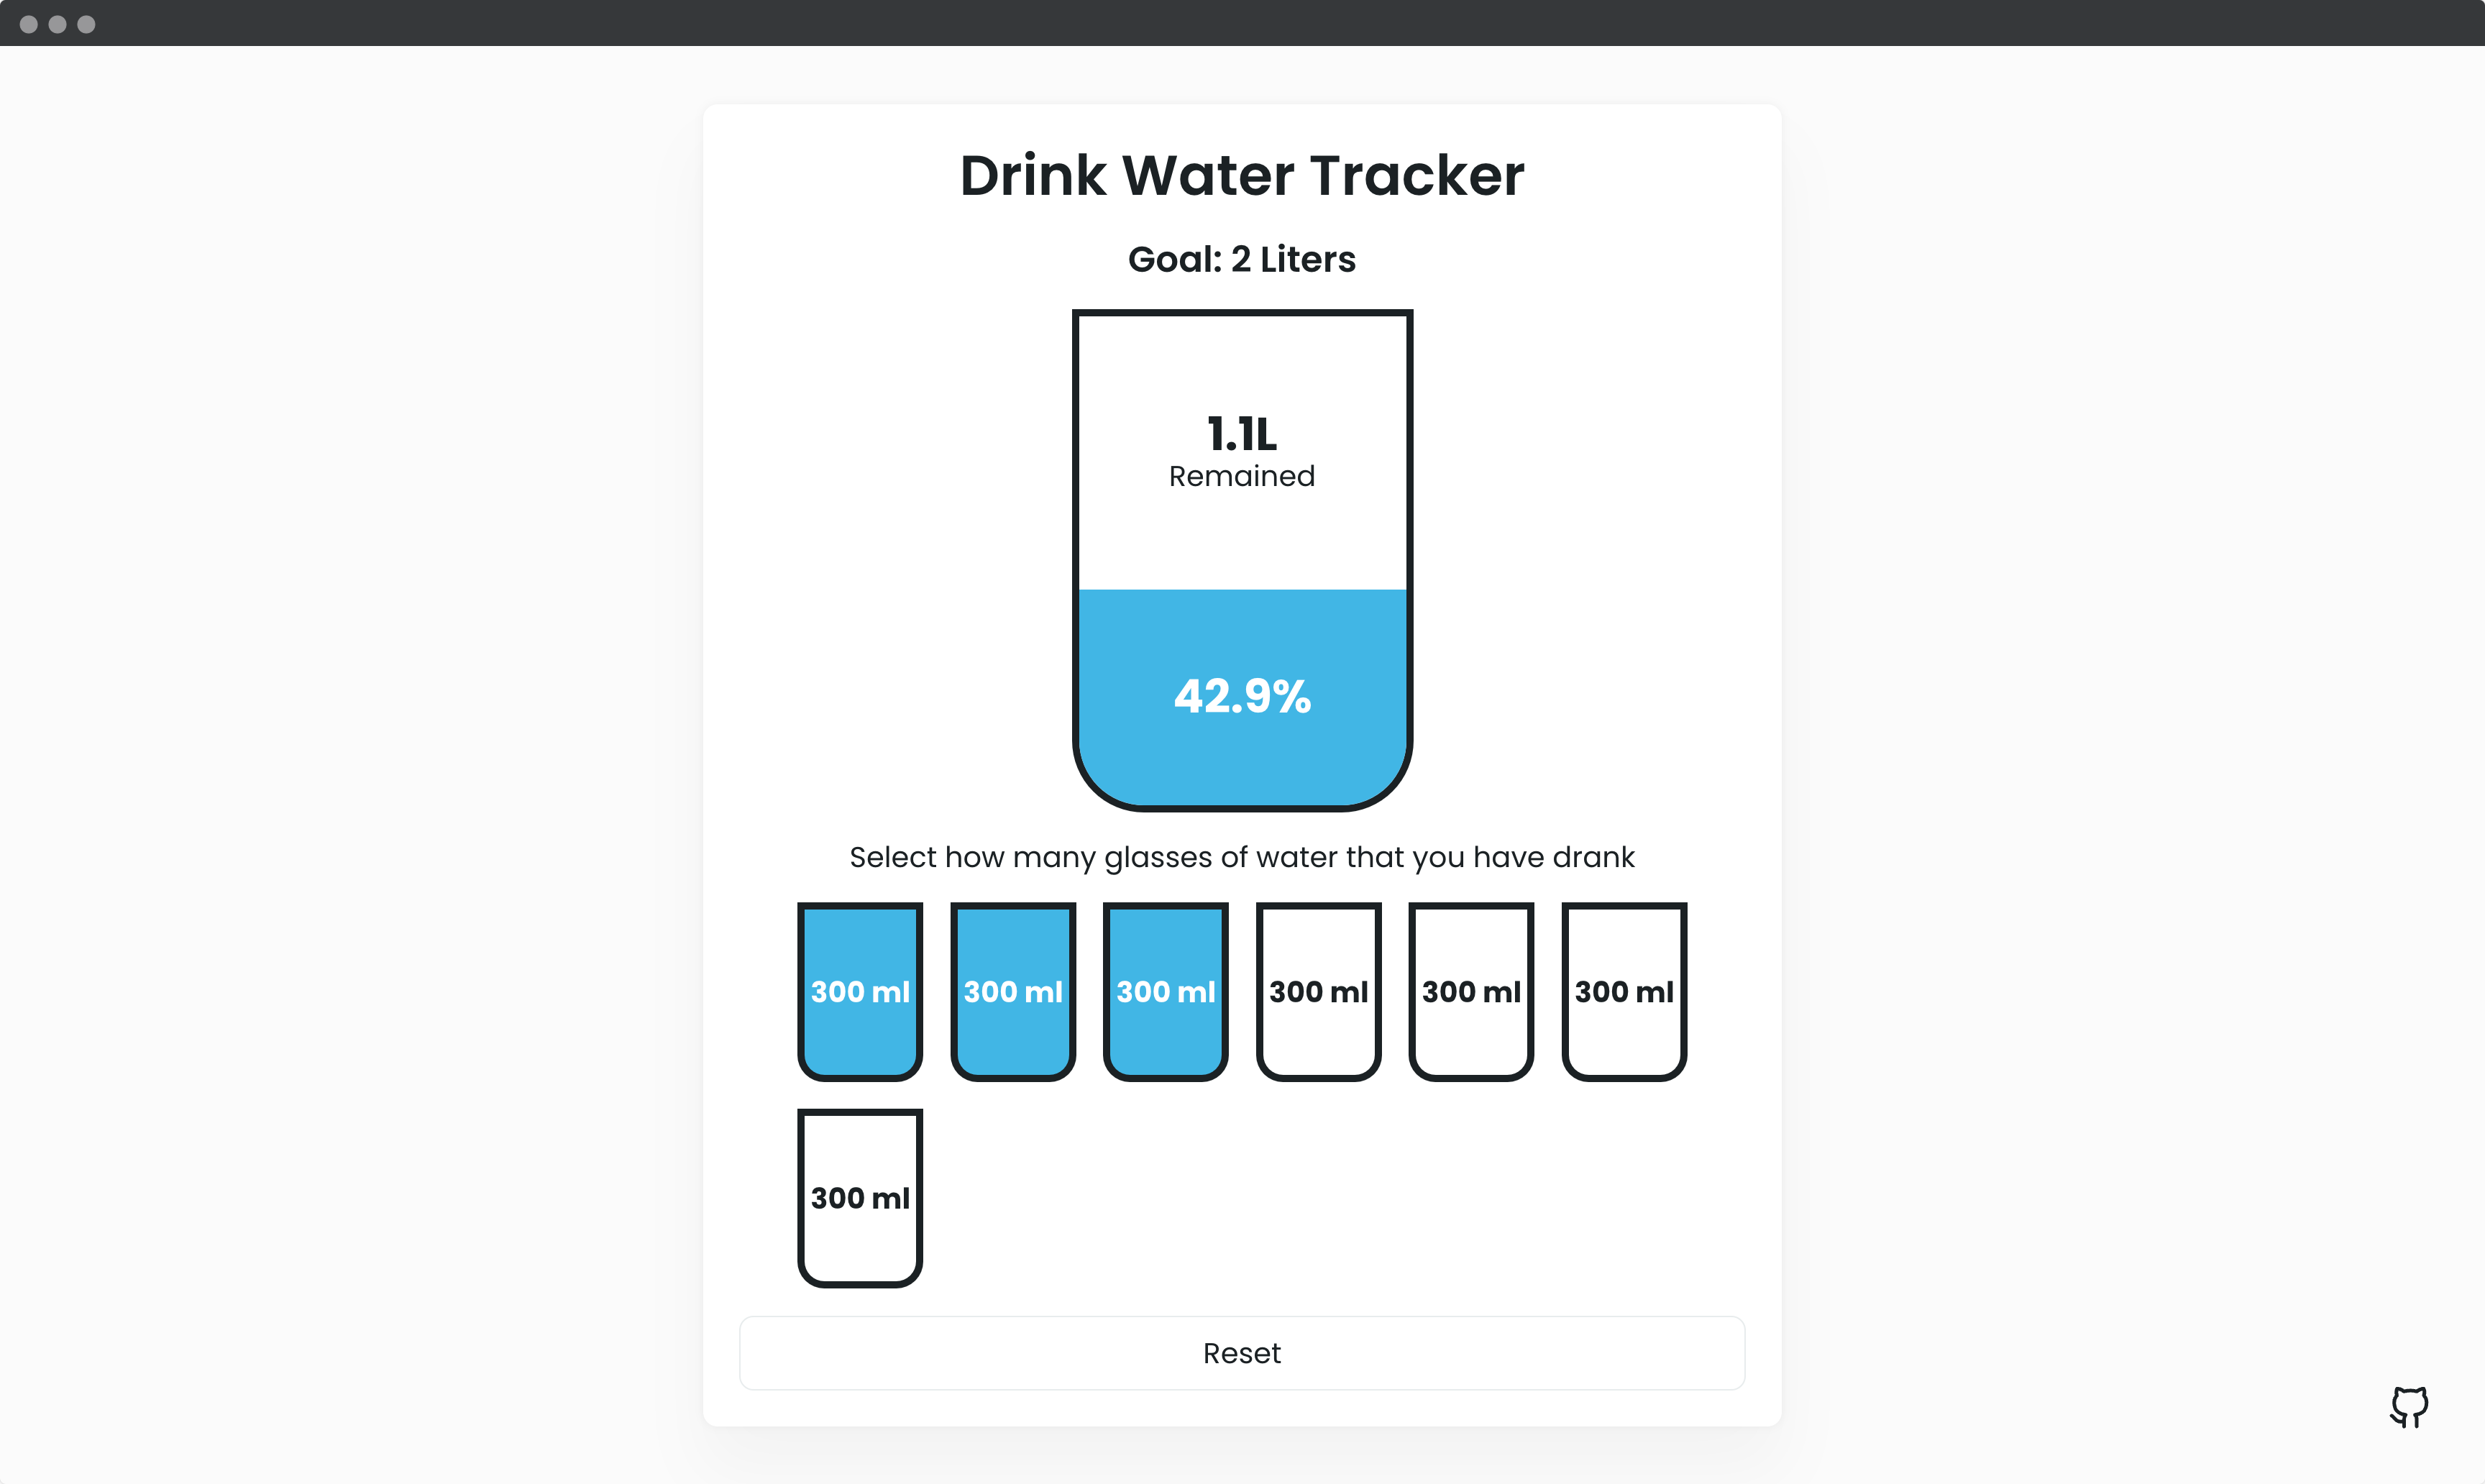 Drink Water Tracker
Goal: 2 Liters
1.1L
Remained
42.9%
Select how many glasses of water that you have drank
300 ml 300 ml 300 ml 300 ml 300 ml 300 ml
300 ml
Reset